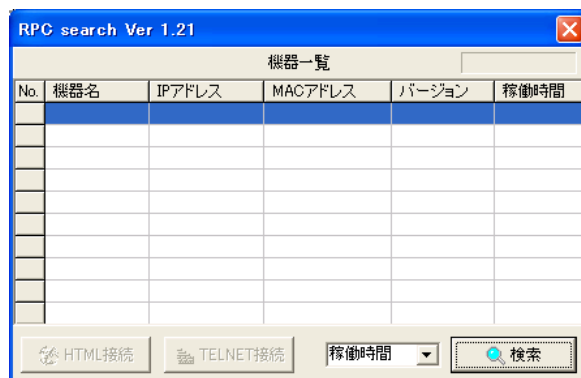 RPC search Ver 1.21
機器一覧
No. 機器名 IPアドレス MACアドレス バージョン 稼働時間
HTML接続 TELNET接続 稼働時間 検索